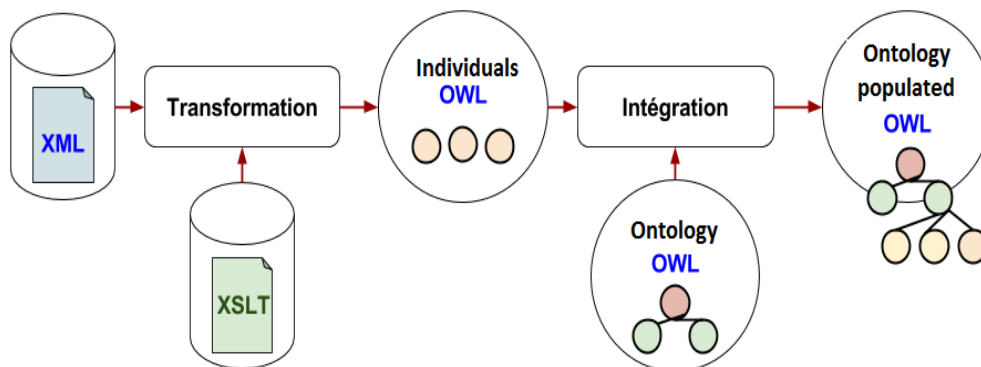 XML
Transformation
XSLT
Individuals
OWL
Intégration
Ontology
OWL
Ontology
populated
OWL